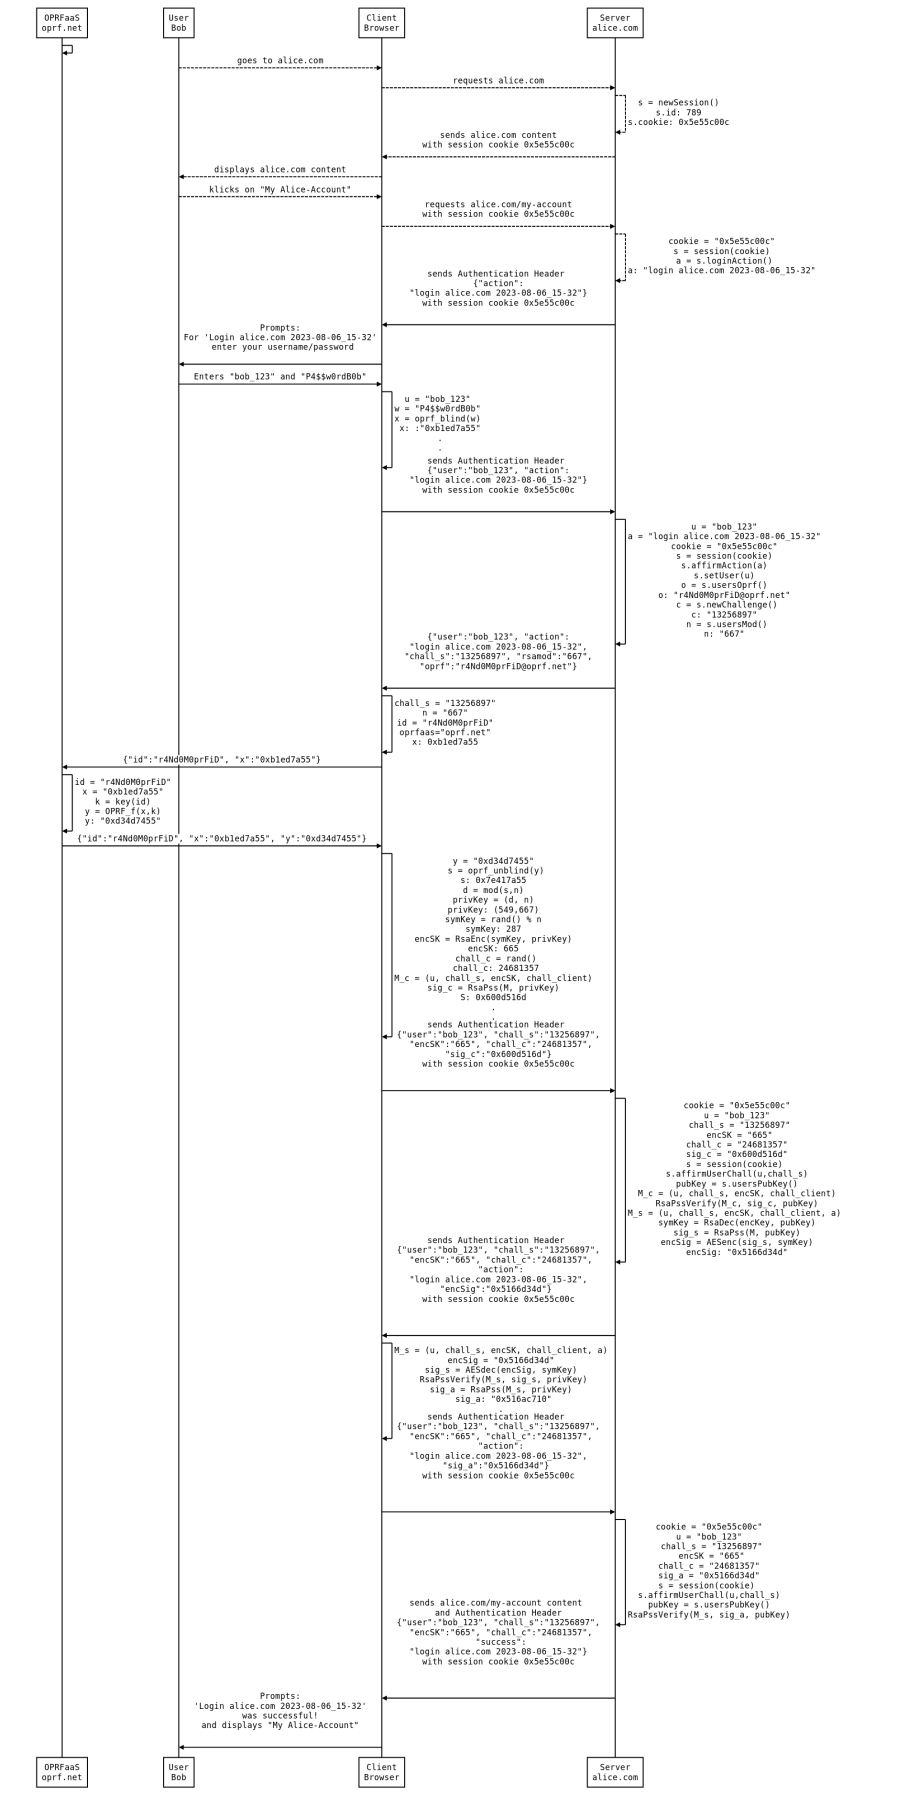 OPRFaaS
oprf.net
User
Bob
Client
Browser
Server
alice.com
goes to alice.com
requests alice.com
s = newSession()
s.id: 789
s.cookie: 0x5e55c00c
sends alice.com content
with session cookie 0x5e55c00c
displays alice.com content
klicks on "My Alice-Account"
requests alice.com/my-account
with session cookie 0x5e55c00c
cookie = "0x5e55c00c"
s = session(cookie)
a = s.loginAction()
a: "login alice.com 2023-08-06_15-32"
sends Authentication Header
{"action":
"login alice.com 2023-08-06_15-32"}
with session cookie 0x5e55c00c
Prompts:
For 'Login alice.com 2023-08-06_15-32'
enter your username/password
Enters "bob_123" and "P4$$w0rdB0b"
u = "bob_123"
w = "P4$$w0rdB0b"
x = oprf_blind(w)
x: :"0xb1ed7a55"
.
.
sends Authentication Header
{"user":"bob_123", "action":
"login alice.com 2023-08-06_15-32"}
with session cookie 0x5e55c00c
u = "bob_123"
a = "login alice.com 2023-08-06_15-32"
cookie = "0x5e55c00c"
s = session(cookie)
s.affirmAction(a)
s.setUser(u)
o = s.usersOprf()
o: "r4Nd0M0prFiD@oprf.net"
c = s.newChallenge()
c: "13256897"
n = s.usersMod()
n: "667"
{"user":"bob_123", "action":
"login alice.com 2023-08-06_15-32",
"chall_s":"13256897", "rsamod":"667",
"oprf":"r4Nd0M0prFiD@oprf.net"}
chall_s = "13256897"
n = "667"
id = "r4Nd0M0prFiD"
oprfaas="oprf.net"
x: 0xb1ed7a55
{"id":"r4Nd0M0prFiD", "x":"0xb1ed7a55"}
id = "r4Nd0M0prFiD"
x = "0xb1ed7a55"
k = key(id)
y = OPRF_f(x,k)
y: "0xd34d7455"
{"id":"r4Nd0M0prFiD", "x":"0xb1ed7a55", "y":"0xd34d7455"}
y = "0xd34d7455"
s = oprf_unblind(y)
s: 0x7e417a55
d = mod(s,n)
privKey = (d, n)
privKey: (549,667)
symKey = rand() % n
symKey: 287
encSK = RsaEnc(symKey, privKey)
encSK: 665
chall_c = rand()
chall_c: 24681357
M_c = (u, chall_s, encSK, chall_client)
sig_c = RsaPss(M, privKey)
S: 0x600d516d
.
.
sends Authentication Header
{"user":"bob_123", "chall_s":"13256897",
"encSK":"665", "chall_c":"24681357",
"sig_c":"0x600d516d"}
with session cookie 0x5e55c00c
cookie = "0x5e55c00c"
u = "bob_123"
chall_s = "13256897"
encSK = "665"
chall_c = "24681357"
sig_c = "0x600d516d"
s = session(cookie)
s.affirmUserChall(u,chall_s)
pubKey = s.usersPubKey()
M_c = (u, chall_s, encSK, chall_client)
RsaPssVerify(M_c, sig_c, pubKey)
M_s = (u, chall_s, encSK, chall_client, a)
symKey = RsaDec(encKey, pubKey)
sig_s = RsaPss(M, pubKey)
encSig = AESenc(sig_s, symKey)
encSig: "0x5166d34d"
sends Authentication Header
{"user":"bob_123", "chall_s":"13256897",
"encSK":"665", "chall_c":"24681357",
"action":
"login alice.com 2023-08-06_15-32",
"encSig":"0x5166d34d"}
with session cookie 0x5e55c00c
M_s = (u, chall_s, encSK, chall_client, a)
encSig = "0x5166d34d"
sig_s = AESdec(encSig, symKey)
RsaPssVerify(M_s, sig_s, privKey)
sig_a = RsaPss(M_s, privKey)
sig_a: "0x516ac710"
.
sends Authentication Header
{"user":"bob_123", "chall_s":"13256897",
"encSK":"665", "chall_c":"24681357",
"action":
"login alice.com 2023-08-06_15-32",
"sig_a":"0x5166d34d"}
with session cookie 0x5e55c00c
cookie = "0x5e55c00c"
u = "bob_123"
chall_s = "13256897"
encSK = "665"
chall_c = "24681357"
sig_a = "0x5166d34d"
s = session(cookie)
s.affirmUserChall(u,chall_s)
pubKey = s.usersPubKey()
RsaPssVerify(M_s, sig_a, pubKey)
sends alice.com/my-account content
and Authentication Header
{"user":"bob_123", "chall_s":"13256897",
"encSK":"665", "chall_c":"24681357",
"success":
"login alice.com 2023-08-06_15-32"}
with session cookie 0x5e55c00c
Prompts:
'Login alice.com 2023-08-06_15-32'
was successful!
and displays "My Alice-Account"
OPRFaaS
oprf.net
User
Bob
Client
Browser
Server
alice.com